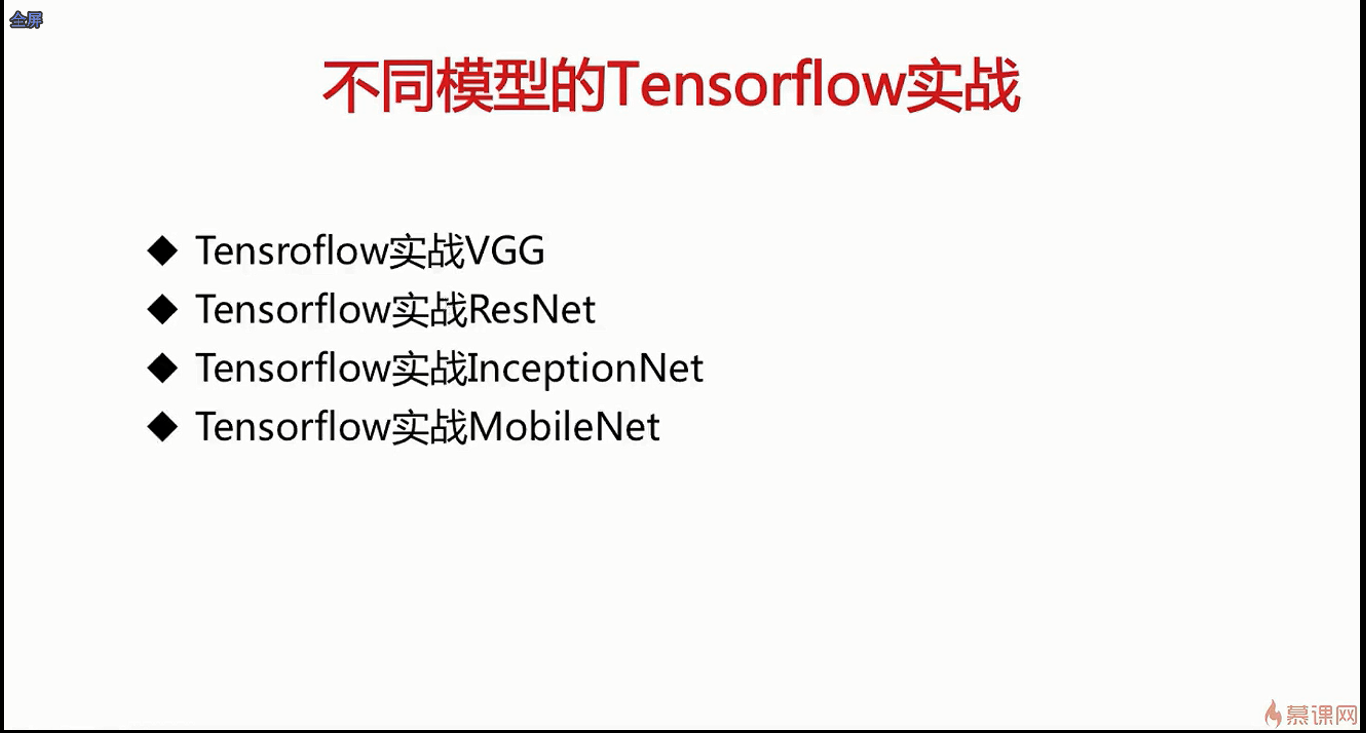 全屏
不同模型的Tensorflow实战
◆ Tensroflow实战VGG
◆ Tensorflow实战ResNet
◆ Tensorflow实战InceptionNet
◆ Tensorflow实战MobileNet
慕课网